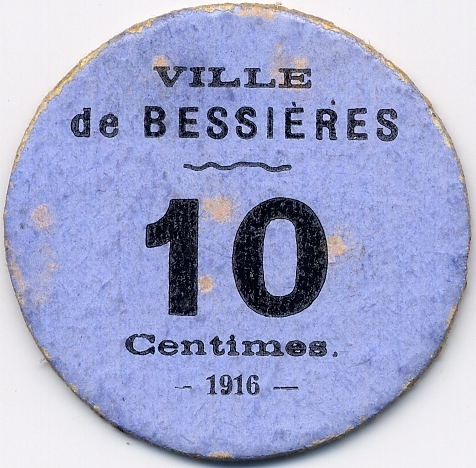 VILLE
de BESSIÈRES
10
Centimes.
- 1916 -